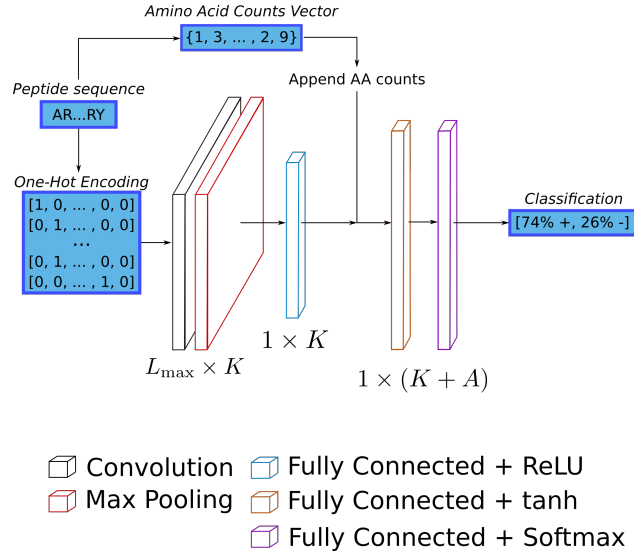 Amino Acid Counts Vector
{1, 3, ... , 2, 9}
Append AA counts
Peptide sequence
AR...RY
One-Hot Encoding
[1, 0, ... , 0, 0]
[0, 1, ... , 0, 0]
...
[0, 1, ... , 0, 0]
[0, 0, ... , 1, 0]
Classification
[74% +, 26% -]
1 × K
L_max × K
1 × (K + A)
Convolution
Max Pooling
Fully Connected + ReLU
Fully Connected + tanh
Fully Connected + Softmax